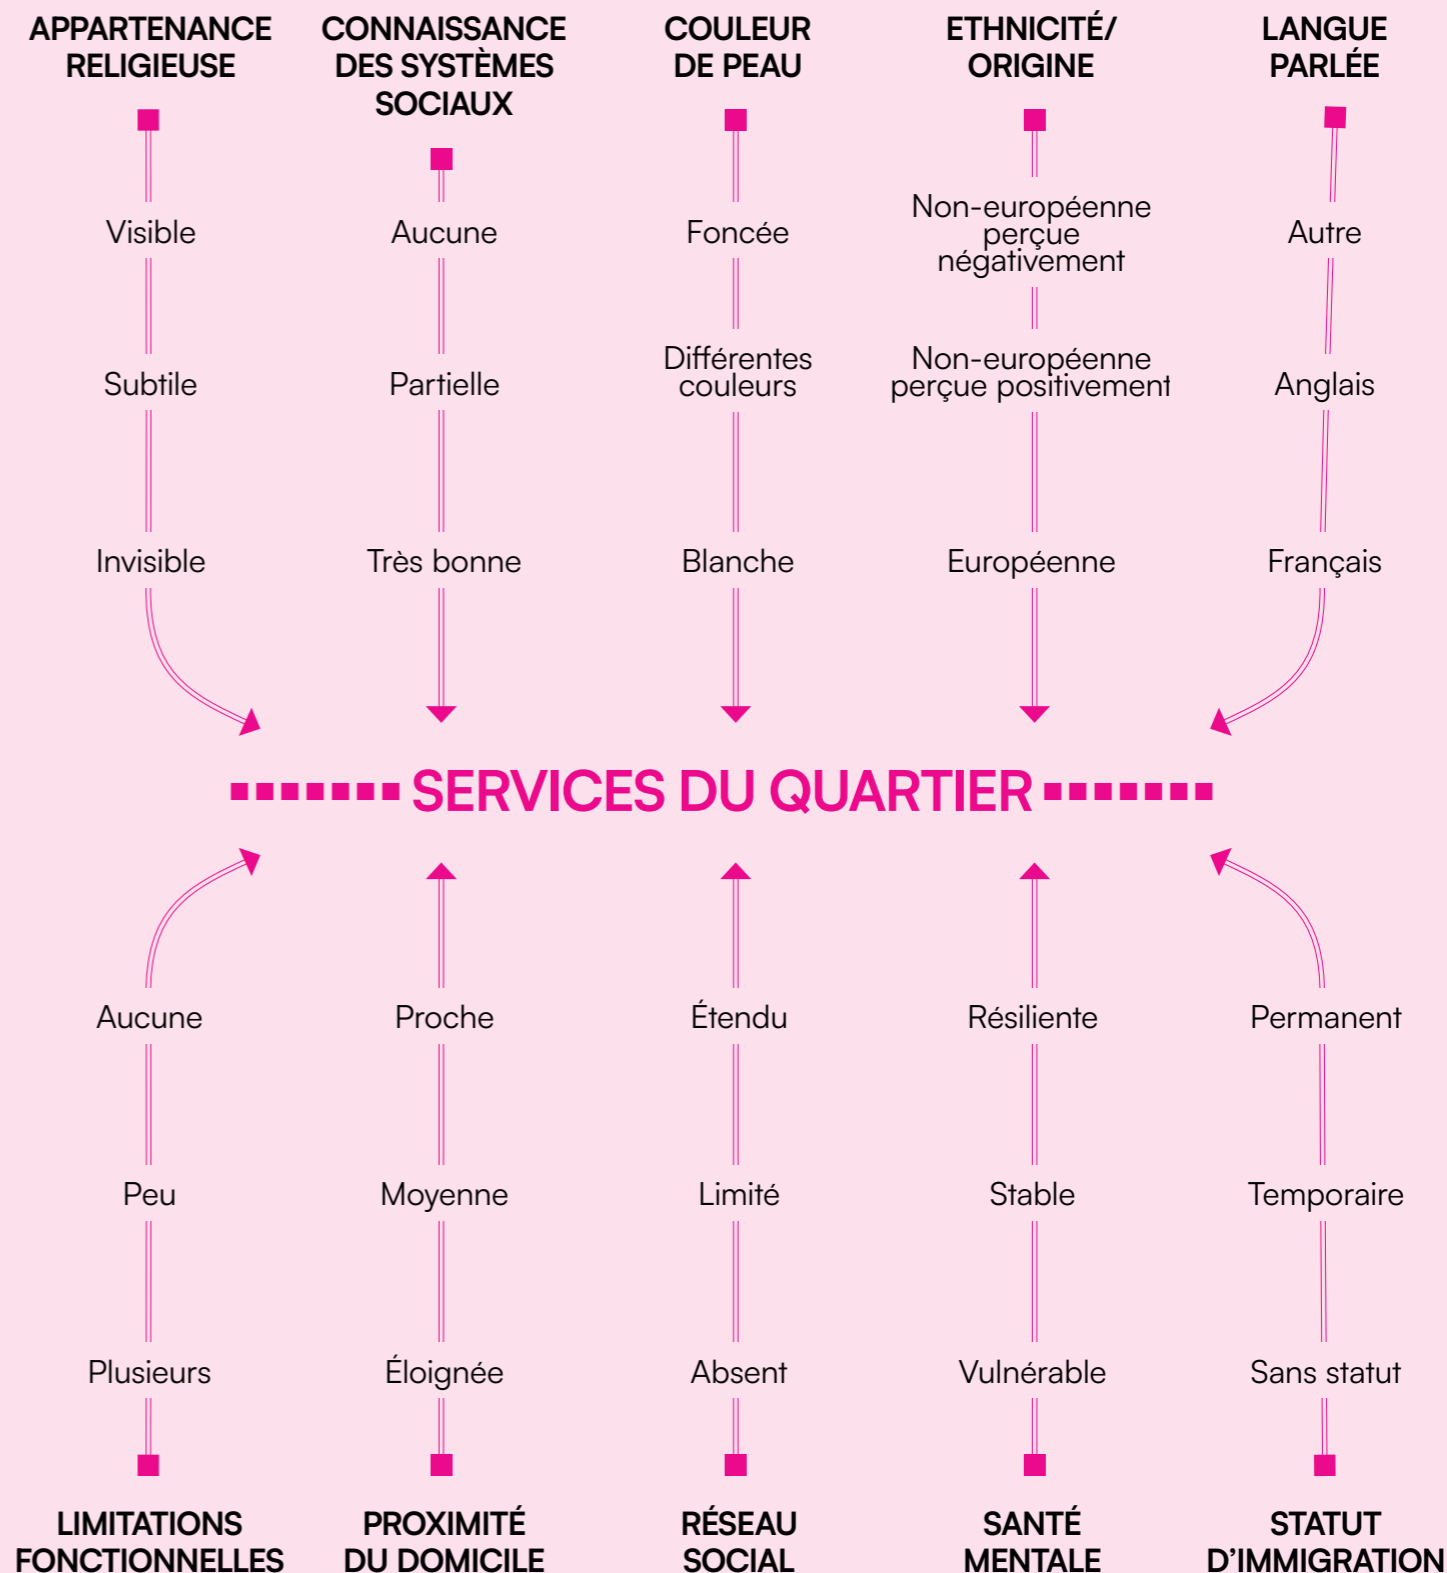 APPARTENANCE
RELIGIEUSE
CONNAISSANCE
DES SYSTÈMES
SOCIAUX
COULEUR
DE PEAU
ETHNICITÉ/
ORIGINE
LANGUE
PARLÉE
Visible
Aucune
Foncée
Non-européenne
perçue
négativement
Autre
Subtile
Partielle
Différentes
couleurs
Non-européenne
perçue positivement
Anglais
Invisible
Très bonne
Blanche
Européenne
Français
SERVICES DU QUARTIER
Aucune
Proche
Étendu
Résiliente
Permanent
Peu
Moyenne
Limité
Stable
Temporaire
Plusieurs
Éloignée
Absent
Vulnérable
Sans statut
LIMITATIONS
FONCTIONNELLES
PROXIMITÉ
DU DOMICILE
RÉSEAU
SOCIAL
SANTÉ
MENTALE
STATUT
D'IMMIGRATION